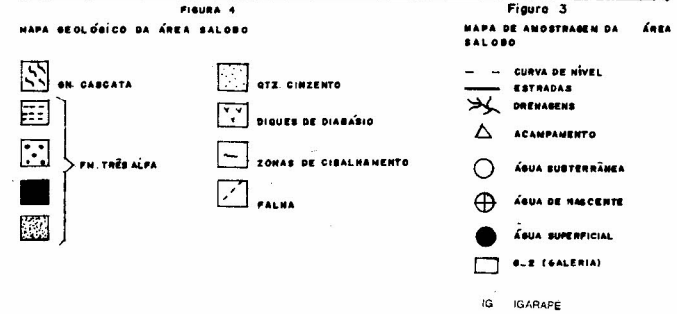 FIGURA 4
MAPA GEOLÓGICO DA ÁREA SALOBO
GN. CASCATA
FM. TRÊS ALFA
QTZ. CINZENTO
DIQUES DE DIABÁSIO
ZONAS DE CISALHAMENTO
FALHA
Figura 3
MAPA DE AMOSTRAGEM DA ÁREA
SALOBO
CURVA DE NÍVEL
ESTRADAS
DRENAGENS
ACAMPAMENTO
ÁGUA SUBTERRÂNEA
ÁGUA DE NASCENTE
ÁGUA SUPERFICIAL
G_2 (GALERIA)
IG IGARAPÉ